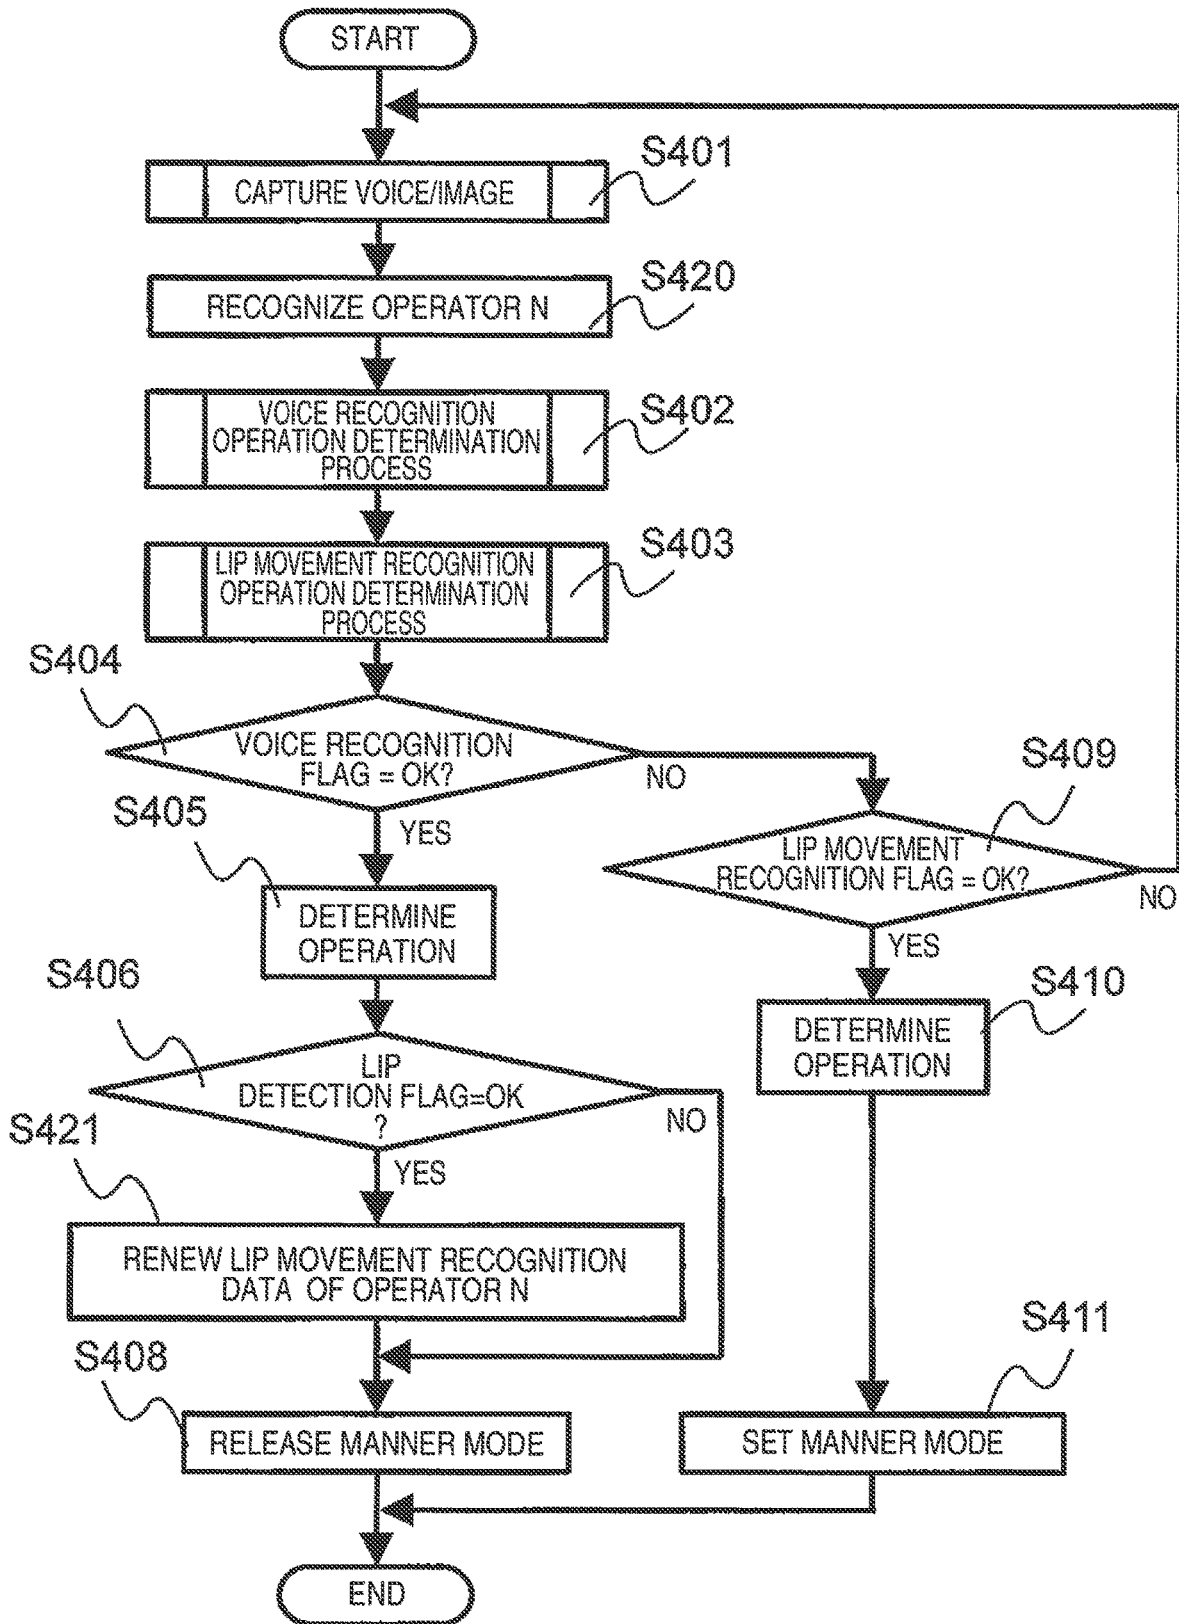 START
S401
CAPTURE VOICE/IMAGE
S420
RECOGNIZE OPERATOR N
S402
VOICE RECOGNITION
OPERATION DETERMINATION
PROCESS
S403
LIP MOVEMENT RECOGNITION
OPERATION DETERMINATION
PROCESS
S404
VOICE RECOGNITION
FLAG = OK?
NO
YES
S409
LIP MOVEMENT
RECOGNITION FLAG = OK?
NO
YES
S405
DETERMINE
OPERATION
S410
DETERMINE
OPERATION
S406
LIP
DETECTION FLAG=OK
?
NO
YES
S421
RENEW LIP MOVEMENT RECOGNITION
DATA OF OPERATOR N
S408
RELEASE MANNER MODE
S411
SET MANNER MODE
END